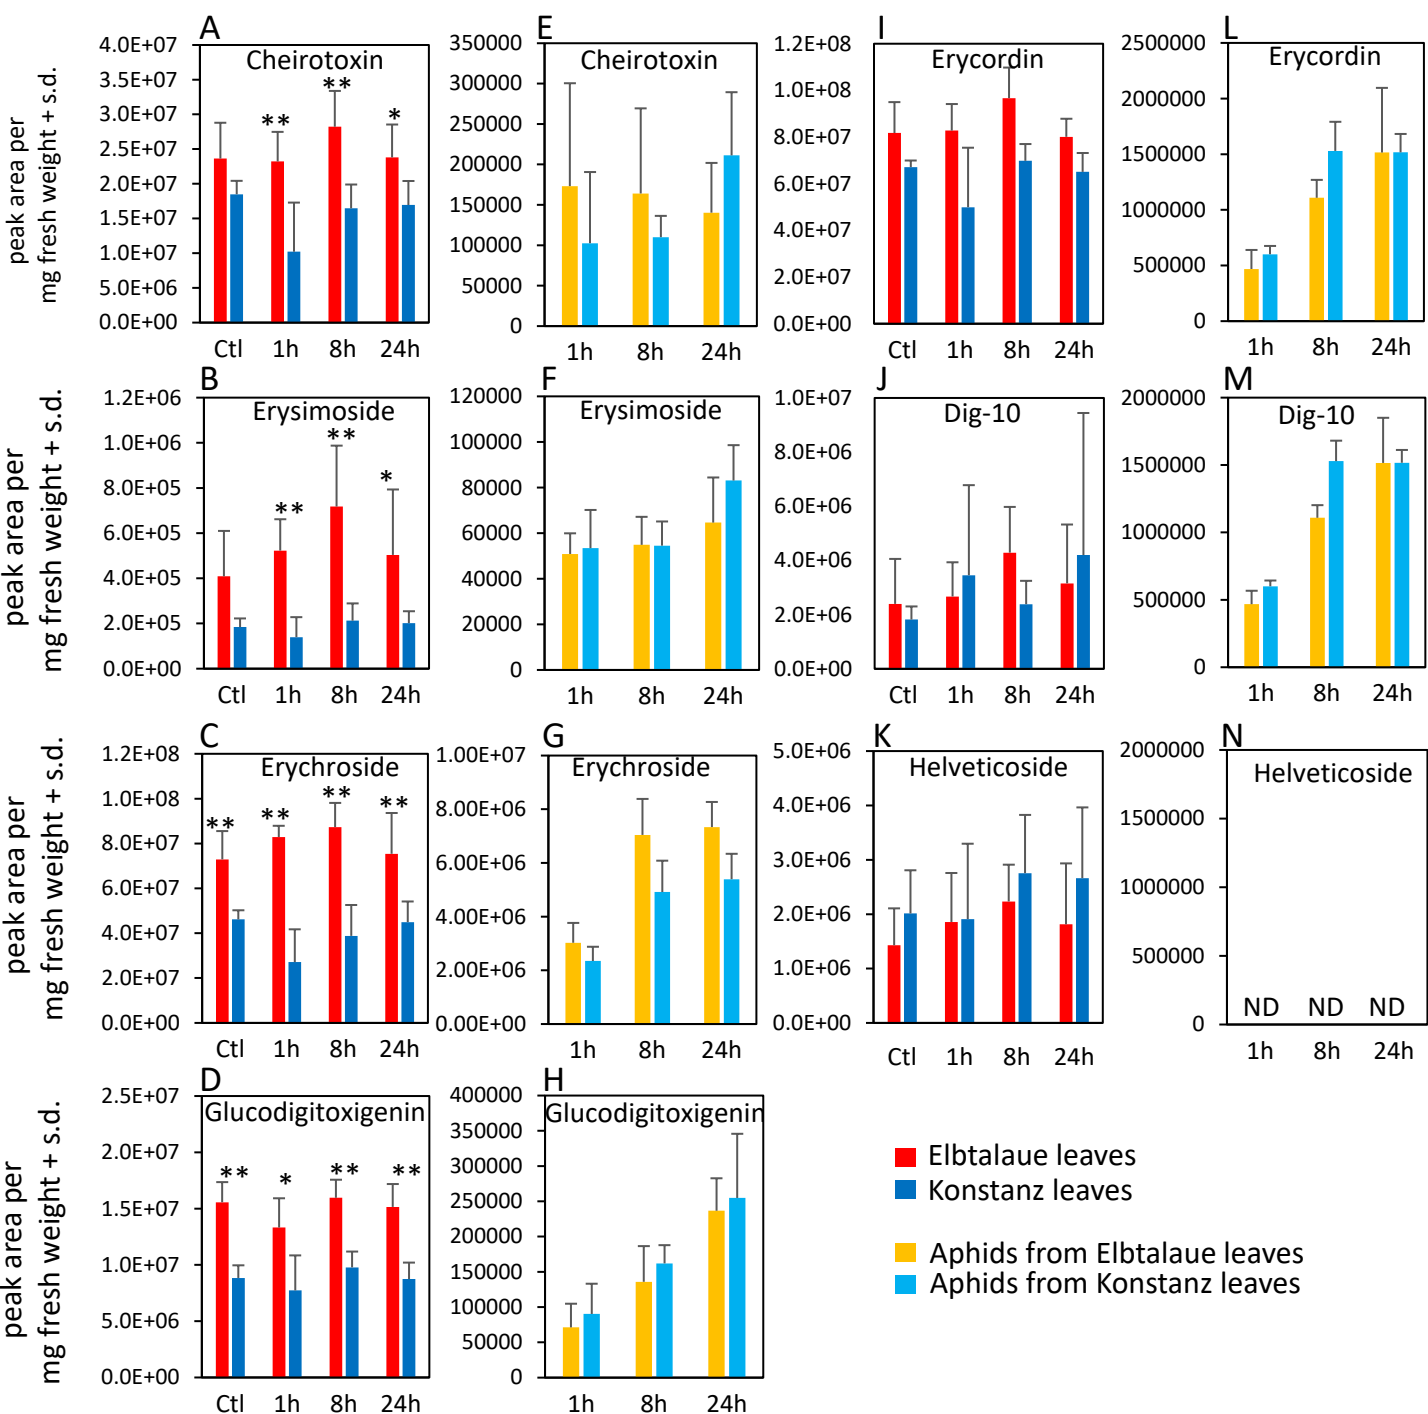 A
Cheirotoxin
4.0E+07
3.5E+07
3.0E+07
2.5E+07
2.0E+07
1.5E+07
1.0E+07
5.0E+06
0.0E+00
peak area per
mg fresh weight + s.d.
**
**
*
Ctl 1h 8h 24h
E
Cheirotoxin
350000
300000
250000
200000
150000
100000
50000
0
1h 8h 24h
I
Erycordin
1.2E+08
1.0E+08
8.0E+07
6.0E+07
4.0E+07
2.0E+07
0.0E+00
Ctl 1h 8h 24h
L
Erycordin
2500000
2000000
1500000
1000000
500000
0
1h 8h 24h
B
Erysimoside
1.2E+06
1.0E+06
8.0E+05
6.0E+05
4.0E+05
2.0E+05
0.0E+00
peak area per
mg fresh weight + s.d.
**
**
*
Ctl 1h 8h 24h
F
Erysimoside
120000
100000
80000
60000
40000
20000
0
1h 8h 24h
J
Dig-10
1.0E+07
8.0E+06
6.0E+06
4.0E+06
2.0E+06
0.0E+00
Ctl 1h 8h 24h
M
Dig-10
2000000
1500000
1000000
500000
0
1h 8h 24h
C
Erychroside
1.2E+08
1.0E+08
8.0E+07
6.0E+07
4.0E+07
2.0E+07
0.0E+00
peak area per
mg fresh weight + s.d.
**
**
**
**
Ctl 1h 8h 24h
G
Erychroside
1.00E+07
8.00E+06
6.00E+06
4.00E+06
2.00E+06
0.00E+00
1h 8h 24h
K
Helveticoside
5.0E+06
4.0E+06
3.0E+06
2.0E+06
1.0E+06
0.0E+00
Ctl 1h 8h 24h
N
Helveticoside
2000000
1500000
1000000
500000
0
ND ND ND
1h 8h 24h
D
Glucodigitoxigenin
2.5E+07
2.0E+07
1.5E+07
1.0E+07
5.0E+06
0.0E+00
peak area per
mg fresh weight + s.d.
**
*
**
**
Ctl 1h 8h 24h
H
Glucodigitoxigenin
400000
350000
300000
250000
200000
150000
100000
50000
0
1h 8h 24h
Elbtalaue leaves
Konstanz leaves
Aphids from Elbtalaue leaves
Aphids from Konstanz leaves